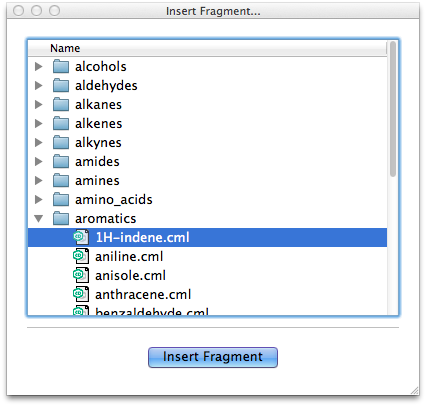 Insert Fragment...
Name
alcohols
aldehydes
alkanes
alkenes
alkynes
amides
amines
amino_acids
aromatics
1H-indene.cml
aniline.cml
anisole.cml
anthracene.cml
benzaldehyde.cml
Insert Fragment